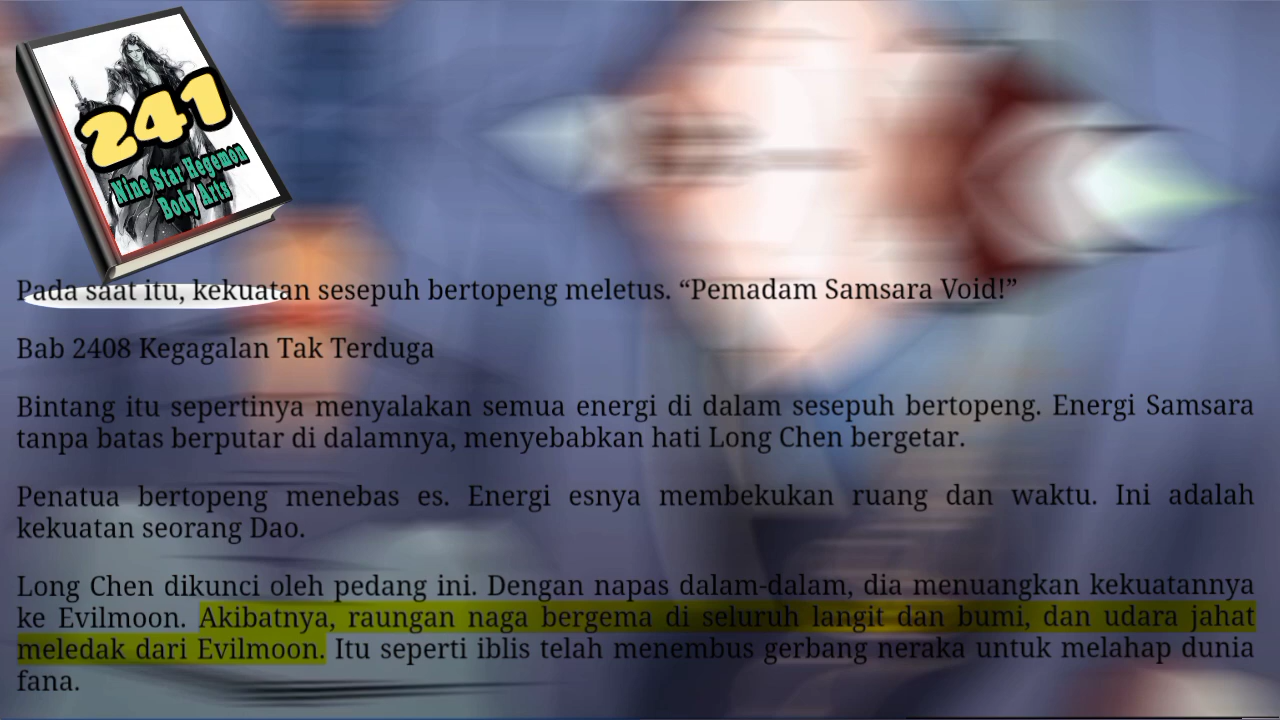 241
Nine Star Hegemon
Body Arts
Pada saat itu, kekuatan sesepuh bertopeng meletus. “Pemadam Samsara Void!”
Bab 2408 Kegagalan Tak Terduga
Bintang itu sepertinya menyalakan semua energi di dalam sesepuh bertopeng. Energi Samsara
tanpa batas berputar di dalamnya, menyebabkan hati Long Chen bergetar.
Penatua bertopeng menebas es. Energi esnya membekukan ruang dan waktu. Ini adalah
kekuatan seorang Dao.
Long Chen dikunci oleh pedang ini. Dengan napas dalam-dalam, dia menuangkan kekuatannya
ke Evilmoon. Akibatnya, raungan naga bergema di seluruh langit dan bumi, dan udara jahat
meledak dari Evilmoon. Itu seperti iblis telah menembus gerbang neraka untuk melahap dunia
fana.